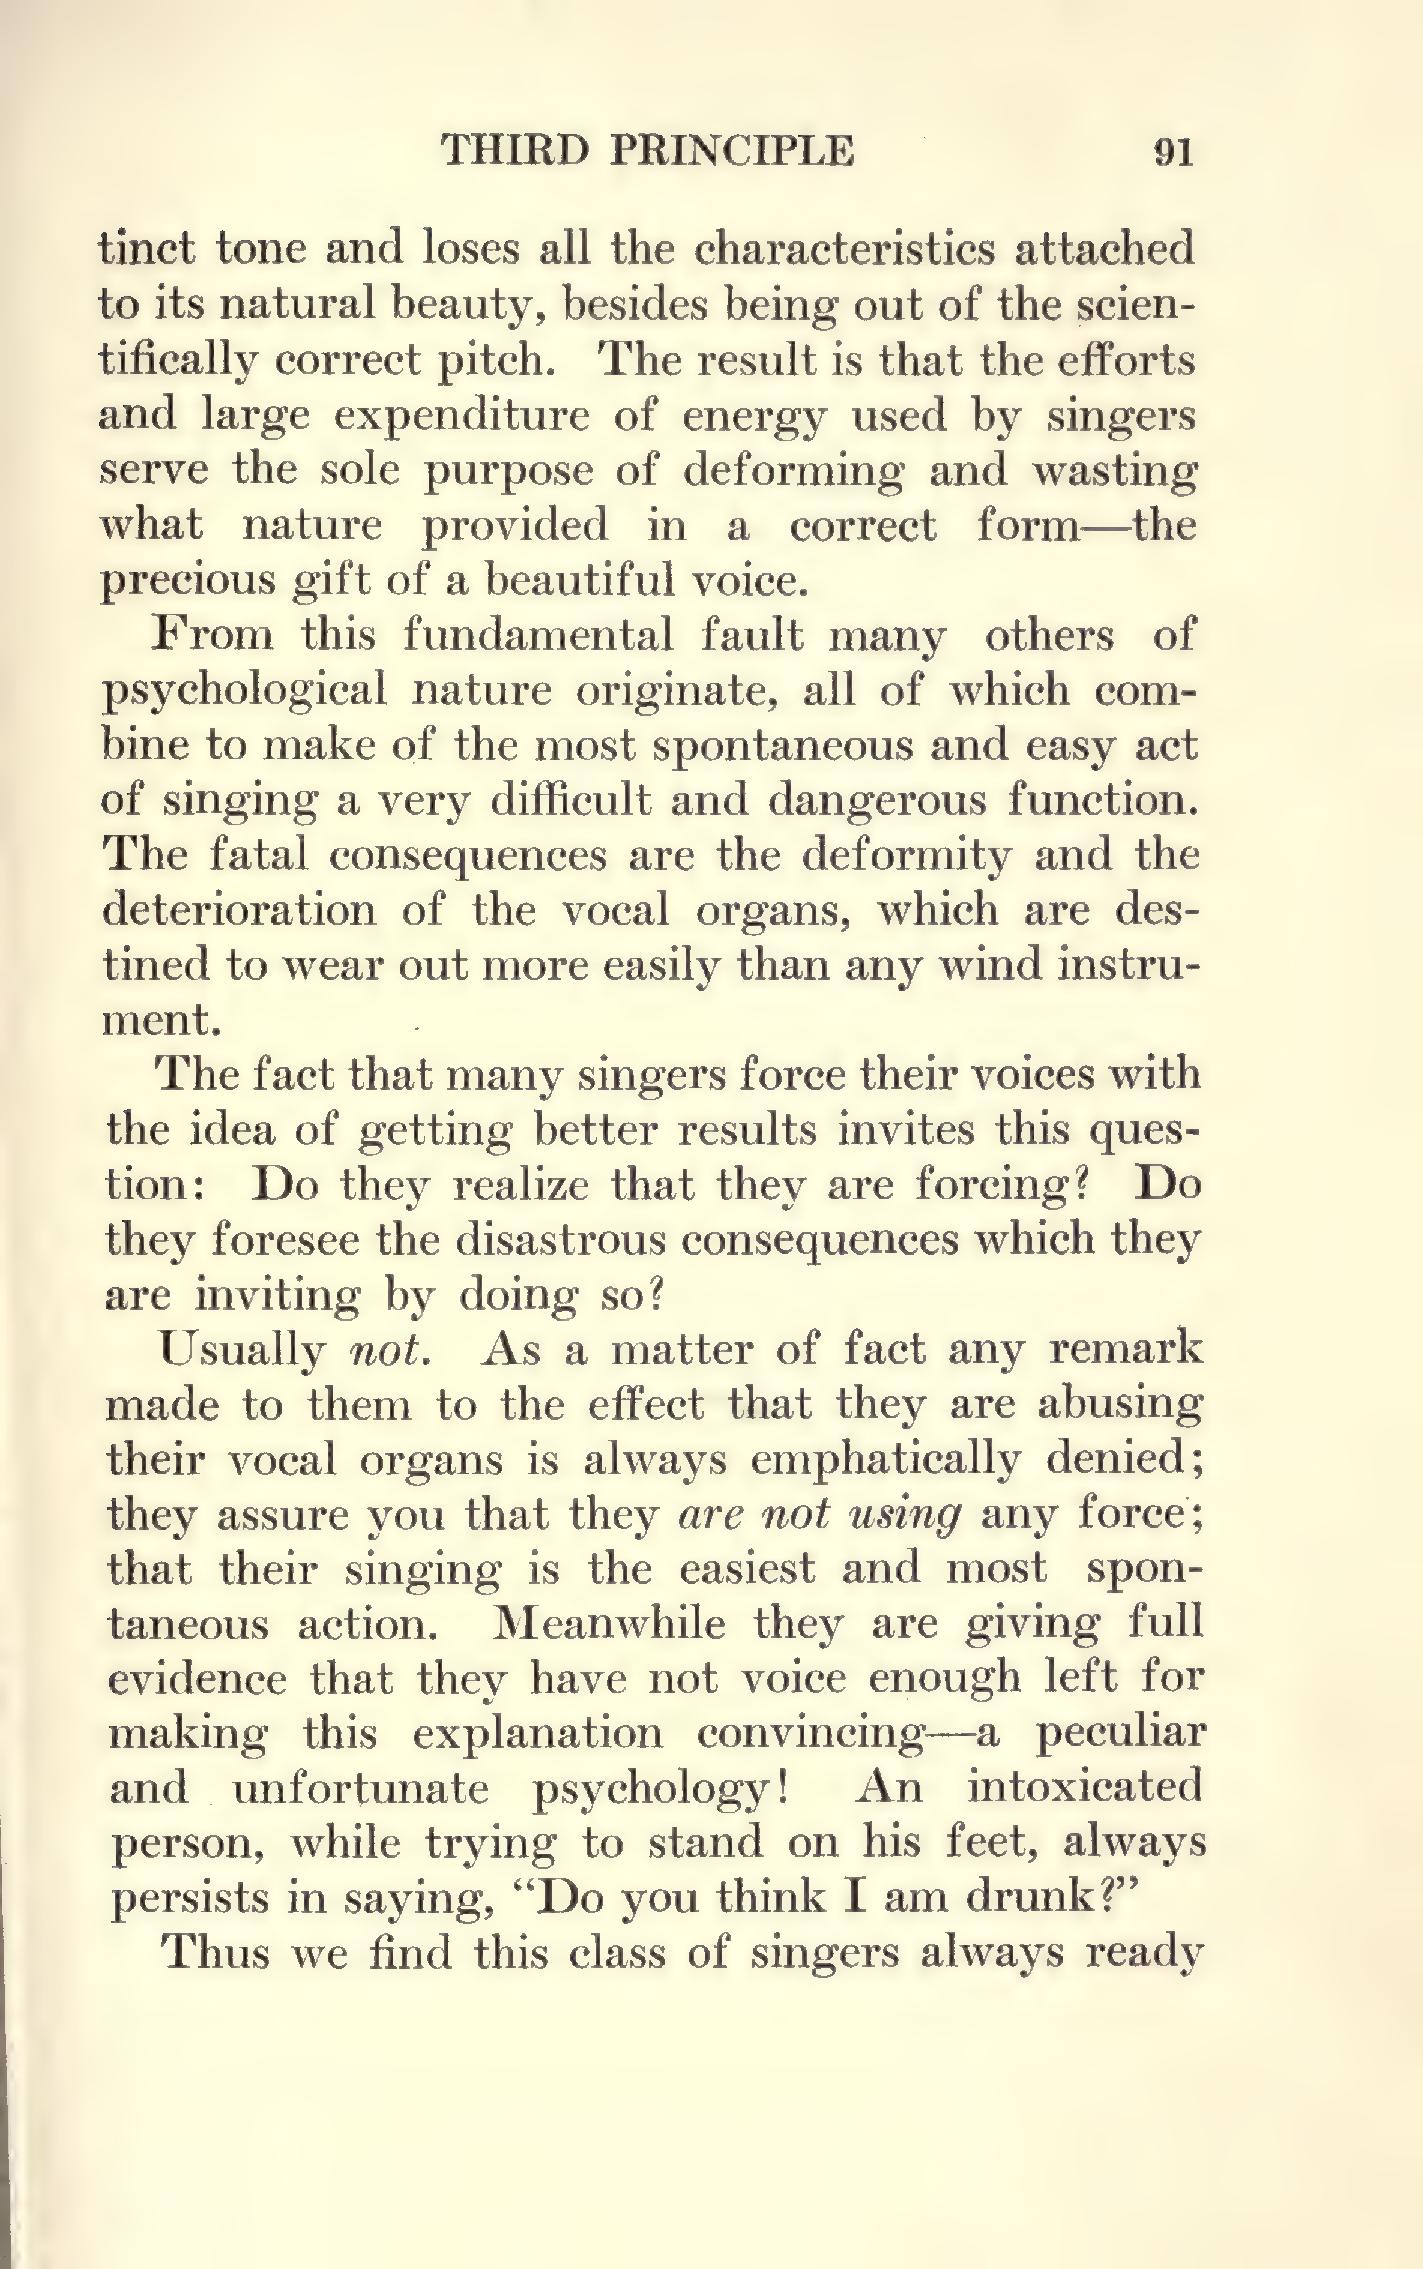 THIRD PRINCIPLE 91
tinct tone and loses all the characteristics attached
to its natural beauty, besides being out of the scien-
tifically correct pitch. The result is that the efforts
and large expenditure of energy used by singers
serve the sole purpose of deforming and wasting
what nature provided in a correct form—the
precious gift of a beautiful voice.
From this fundamental fault many others of
psychological nature originate, all of which com-
bine to make of the most spontaneous and easy act
of singing a very difficult and dangerous function.
The fatal consequences are the deformity and the
deterioration of the vocal organs, which are des-
tined to wear out more easily than any wind instru-
ment.
The fact that many singers force their voices with
the idea of getting better results invites this ques-
tion: Do they realize that they are forcing? Do
they foresee the disastrous consequences which they
are inviting by doing so?
Usually not. As a matter of fact any remark
made to them to the effect that they are abusing
their vocal organs is always emphatically denied;
they assure you that they are not using any force;
that their singing is the easiest and most spon-
taneous action. Meanwhile they are giving full
evidence that they have not voice enough left for
making this explanation convincing—a peculiar
and unfortunate psychology! An intoxicated
person, while trying to stand on his feet, always
persists in saying, “Do you think I am drunk?”
Thus we find this class of singers always ready